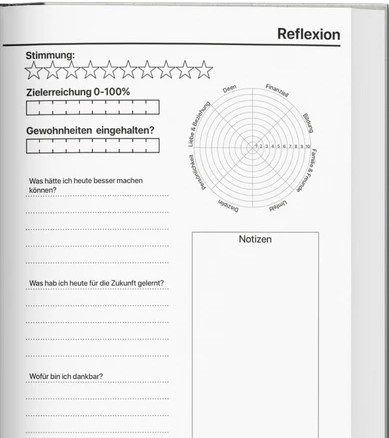 Reflexion
Stimmung:
Zielerreichung 0-100%
Gewohnheiten eingehalten?
Was hätte ich heute besser machen
können?
Was hab ich heute für die Zukunft gelernt?
Wofür bin ich dankbar?
Deen
Finanziell
Bildung
Familie & Freunde
Umfeld
Disziplin
Persönlichkeit
Liebe & Beziehung
1 2 3 4 5 6 7 8 9 10
Notizen